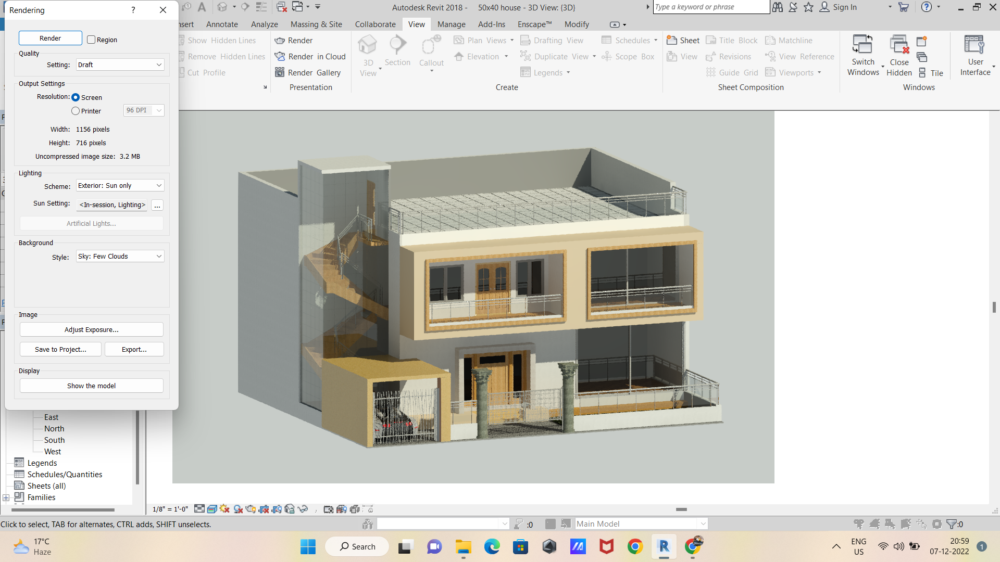 Rendering
?
Render
Region
Quality
Setting: Draft
Output Settings
Resolution: Screen
Printer 96 DPI
Width: 1156 pixels
Height: 716 pixels
Uncompressed image size: 3.2 MB
Lighting
Scheme: Exterior: Sun only
Sun Setting: <In-session, Lighting> ...
Artificial Lights...
Background
Style: Sky: Few Clouds
Image
Adjust Exposure...
Save to Project... Export...
Display
Show the model
Autodesk Revit 2018 - 50x40 house - 3D View: {3D}
Type a keyword or phrase
Sign In
nsert Annotate Analyze Massing & Site Collaborate View Manage Add-Ins Enscape™ Modify
Show Hidden Lines
Remove Hidden Lines
Cut Profile
Render
Render in Cloud
Render Gallery
Presentation
3D View
Section
Callout
Plan Views
Elevation
Drafting View
Duplicate View
Legends
Schedules
Scope Box
Create
Sheet
View
Title Block
Revisions
Guide Grid
Matchline
View Reference
Viewports
Sheet Composition
Switch Windows
Close Hidden
Tile
Windows
User Interface
East
North
South
West
Legends
Schedules/Quantities
Sheets (all)
Families
1/8" = 1'-0"
Click to select, TAB for alternates, CTRL adds, SHIFT unselects.
:0
Main Model
:0
17°C
Haze
Search
ENG
US
20:59
07-12-2022
1